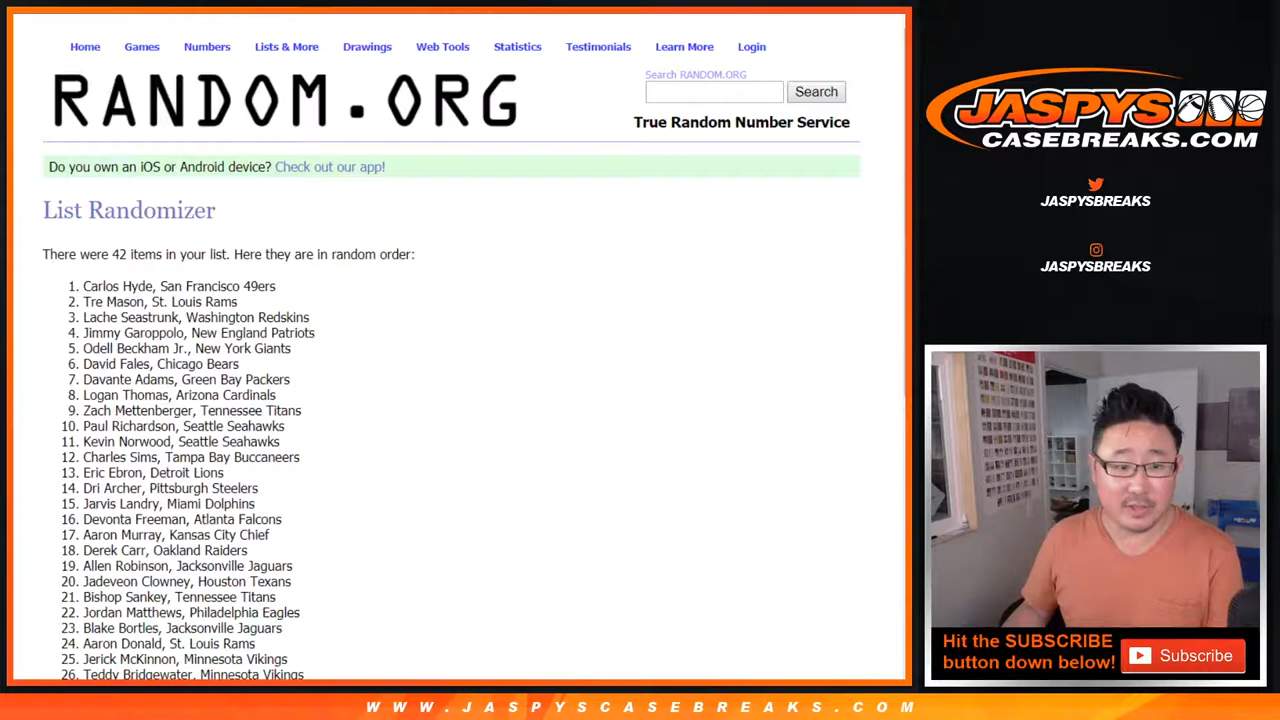 Home Games Numbers Lists & More Drawings Web Tools Statistics Testimonials Learn More Login
RANDOM.ORG
Search RANDOM.ORG
Search
True Random Number Service
Do you own an iOS or Android device? Check out our app!
List Randomizer
There were 42 items in your list. Here they are in random order:
1. Carlos Hyde, San Francisco 49ers
2. Tre Mason, St. Louis Rams
3. Lache Seastrunk, Washington Redskins
4. Jimmy Garoppolo, New England Patriots
5. Odell Beckham Jr., New York Giants
6. David Fales, Chicago Bears
7. Davante Adams, Green Bay Packers
8. Logan Thomas, Arizona Cardinals
9. Zach Mettenberger, Tennessee Titans
10. Paul Richardson, Seattle Seahawks
11. Kevin Norwood, Seattle Seahawks
12. Charles Sims, Tampa Bay Buccaneers
13. Eric Ebron, Detroit Lions
14. Dri Archer, Pittsburgh Steelers
15. Jarvis Landry, Miami Dolphins
16. Devonta Freeman, Atlanta Falcons
17. Aaron Murray, Kansas City Chief
18. Derek Carr, Oakland Raiders
19. Allen Robinson, Jacksonville Jaguars
20. Jadeveon Clowney, Houston Texans
21. Bishop Sankey, Tennessee Titans
22. Jordan Matthews, Philadelphia Eagles
23. Blake Bortles, Jacksonville Jaguars
24. Aaron Donald, St. Louis Rams
25. Jerick McKinnon, Minnesota Vikings
26. Teddy Bridgewater, Minnesota Vikings
JASPYS
CASEBREAKS.COM
JASPYSBREAKS
JASPYSBREAKS
Hit the SUBSCRIBE
button down below!
Subscribe
WWW.JASPYSCASEBREAKS.COM